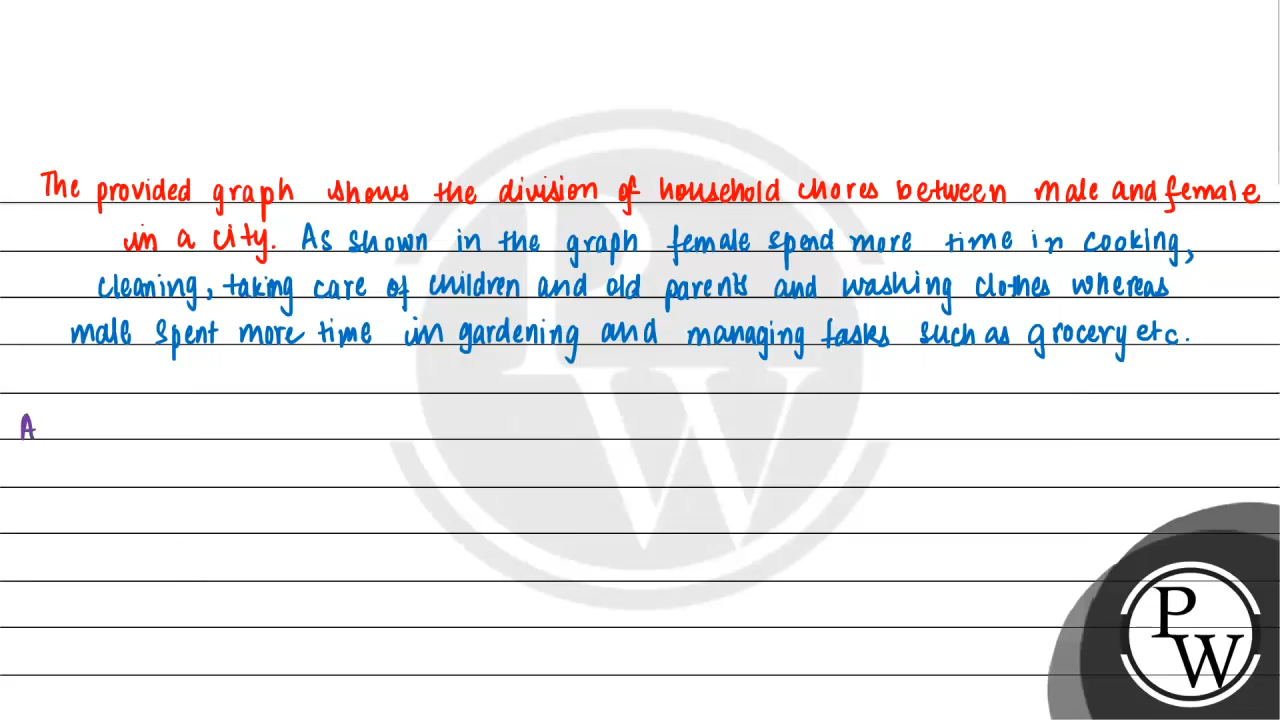 The provided graph shows the division of household chores between male and female
in a city. As shown in the graph female spend more time in cooking,
cleaning, taking care of children and old parents and washing clothes whereas
male spent more time in gardening and managing tasks such as grocery etc.
A
P
W
P
W